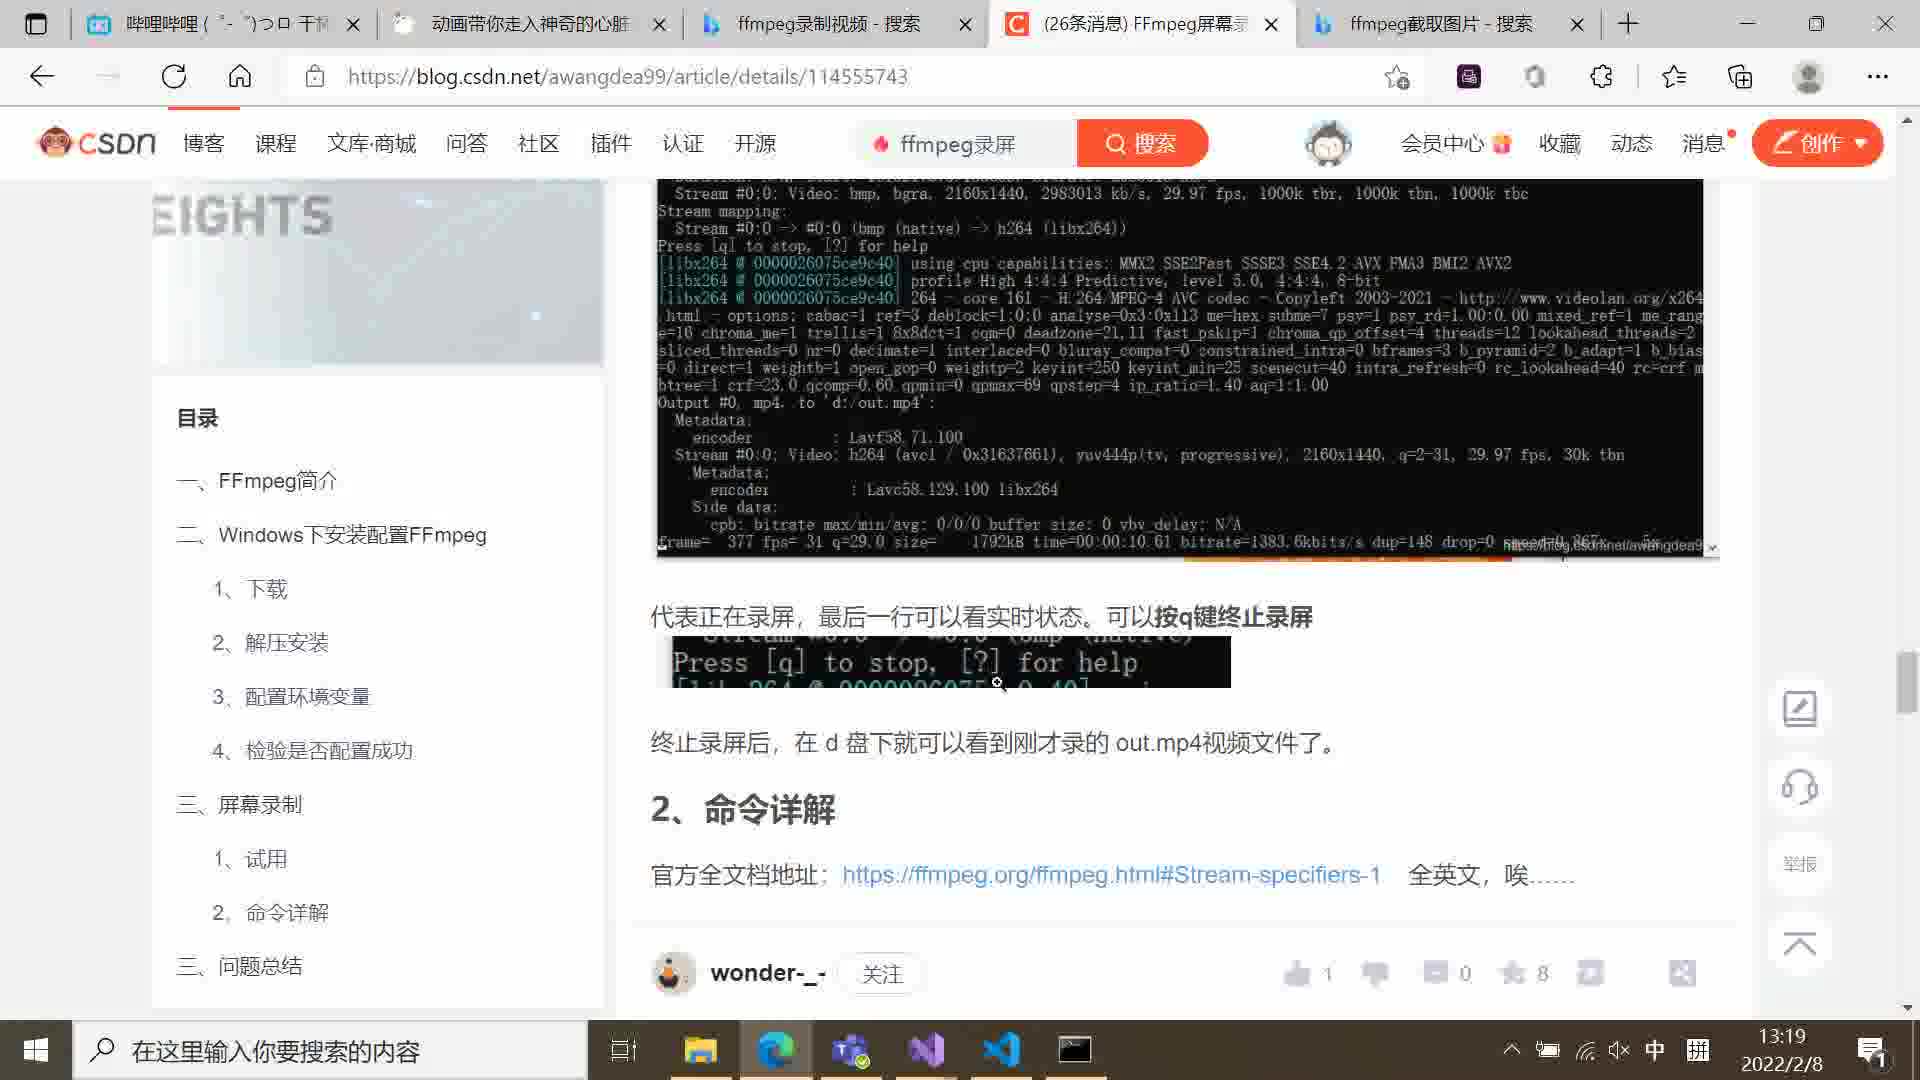 哔哩哔哩 (゜-゜)つロ 干杯
动画带你走入神奇的心脏
ffmpeg录制视频 - 搜索
(26条消息) FFmpeg屏幕录
ffmpeg截取图片 - 搜索
https://blog.csdn.net/awangdea99/article/details/114555743
CSDN
博客
课程
文库·商城
问答
社区
插件
认证
开源
ffmpeg录屏
搜索
会员中心
收藏
动态
消息
创作
EIGHTS
目录
一、FFmpeg简介
二、Windows下安装配置FFmpeg
1、下载
2、解压安装
3、配置环境变量
4、检验是否配置成功
三、屏幕录制
1、试用
2、命令详解
三、问题总结
Stream #0:0: Video: bmp, bgra, 2160x1440, 2983013 kb/s, 29.97 fps, 1000k tbr, 1000k tbn, 1000k tbc
Stream mapping:
Stream #0:0 -> #0:0 (bmp (native) -> h264 (libx264))
Press [q] to stop, [?] for help
[libx264 @ 0000026075ce9c40] using cpu capabilities: MMX2 SSE2Fast SSSE3 SSE4.2 AVX FMA3 BMI2 AVX2
[libx264 @ 0000026075ce9c40] profile High 4:4:4 Predictive, level 5.0, 4:4:4, 8-bit
[libx264 @ 0000026075ce9c40] 264 - core 161 - H.264/MPEG-4 AVC codec - Copyleft 2003-2021 - http://www.videolan.org/x264
.html - options: cabac=1 ref=3 deblock=1:0:0 analyse=0x3:0x113 me=hex subme=7 psy=1 psy_rd=1.00:0.00 mixed_ref=1 me_rang
e=16 chroma_me=1 trellis=1 8x8dct=1 cqm=0 deadzone=21,11 fast_pskip=1 chroma_qp_offset=4 threads=12 lookahead_threads=2
sliced_threads=0 nr=0 decimate=1 interlaced=0 bluray_compat=0 constrained_intra=0 bframes=3 b_pyramid=2 b_adapt=1 b_bias
=0 direct=1 weightb=1 open_gop=0 weightp=2 keyint=250 keyint_min=25 scenecut=40 intra_refresh=0 rc_lookahead=40 rc=crf m
btree=1 crf=23.0 qcomp=0.60 qpmin=0 qpmax=69 qpstep=4 ip_ratio=1.40 aq=1:1.00
Output #0, mp4, to 'd:/out.mp4':
Metadata:
encoder : Lavf58.71.100
Stream #0:0: Video: h264 (avc1 / 0x31637661), yuv444p(tv, progressive), 2160x1440, q=2-31, 29.97 fps, 30k tbn
Metadata:
encoder : Lavc58.129.100 libx264
Side data:
cpb: bitrate max/min/avg: 0/0/0 buffer size: 0 vbv_delay: N/A
frame= 377 fps= 31 q=29.0 size= 1792kB time=00:00:10.61 bitrate=1383.6kbits/s dup=148 drop=0 speed=0.867x
代表正在录屏，最后一行可以看实时状态。可以按q键终止录屏
Press [q] to stop, [?] for help
终止录屏后，在 d 盘下就可以看到刚才录的 out.mp4视频文件了。
2、命令详解
官方全文档地址：https://ffmpeg.org/ffmpeg.html#Stream-specifiers-1 全英文，唉……
wonder-_-
关注
1
0
8
举报
在这里输入你要搜索的内容
中
拼
13:19
2022/2/8
1